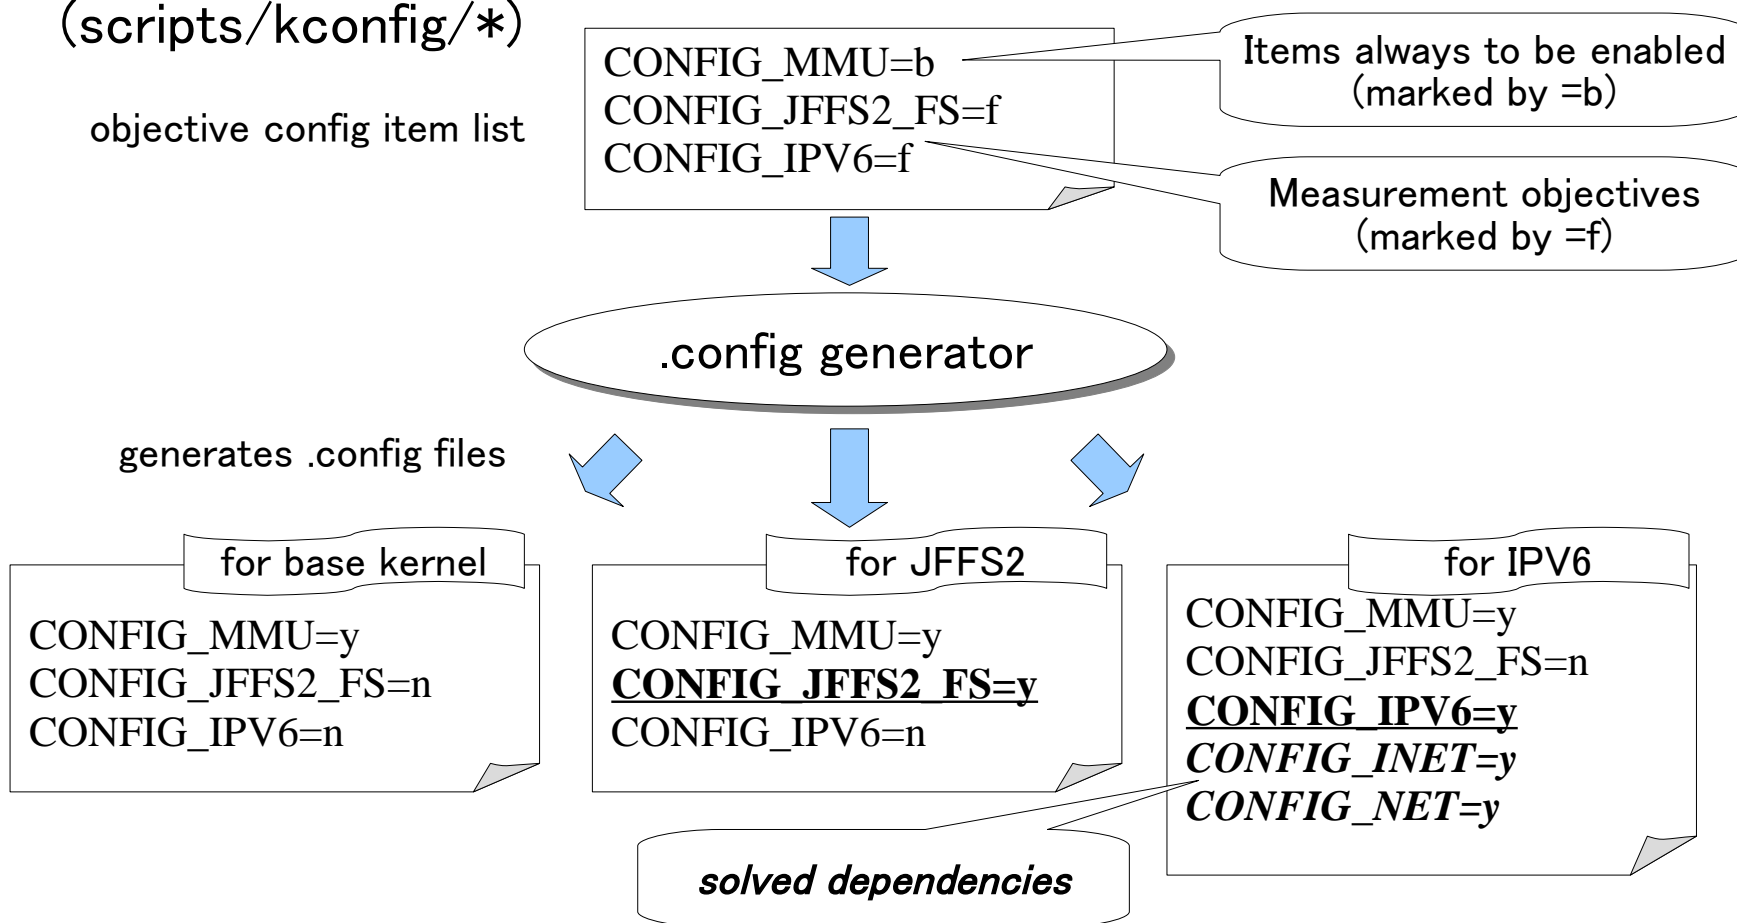 (scripts/kconfig/*)
objective config item list
CONFIG_MMU=b
CONFIG_JFFS2_FS=f
CONFIG_IPV6=f
Items always to be enabled
(marked by =b)
Measurement objectives
(marked by =f)
.config generator
generates .config files
for base kernel
CONFIG_MMU=y
CONFIG_JFFS2_FS=n
CONFIG_IPV6=n
for JFFS2
CONFIG_MMU=y
CONFIG_JFFS2_FS=y
CONFIG_IPV6=n
for IPV6
CONFIG_MMU=y
CONFIG_JFFS2_FS=n
CONFIG_IPV6=y
CONFIG_INET=y
CONFIG_NET=y
solved dependencies